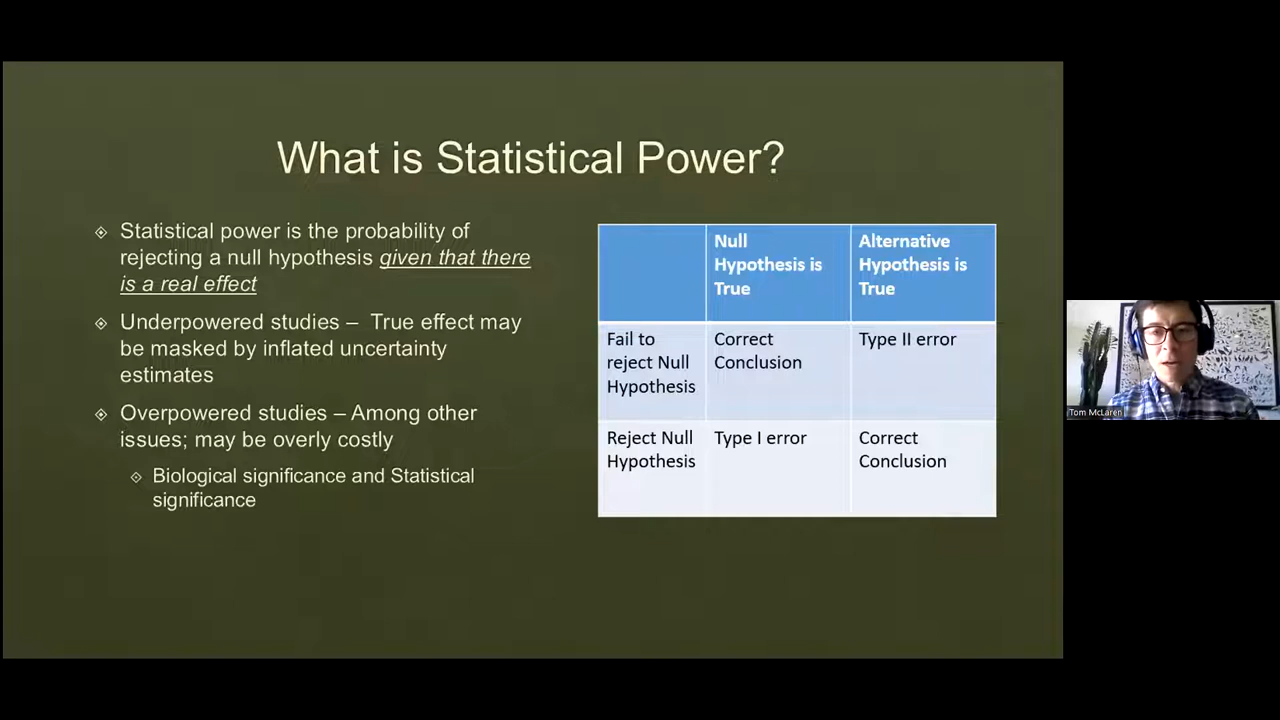 What is Statistical Power?
Statistical power is the probability of
rejecting a null hypothesis given that there
is a real effect
Underpowered studies – True effect may
be masked by inflated uncertainty
estimates
Overpowered studies – Among other
issues; may be overly costly
Biological significance and Statistical
significance
Null
Hypothesis is
True
Alternative
Hypothesis is
True
Fail to
reject Null
Hypothesis
Correct
Conclusion
Type II error
Reject Null
Hypothesis
Type I error
Correct
Conclusion
Tom McLaren